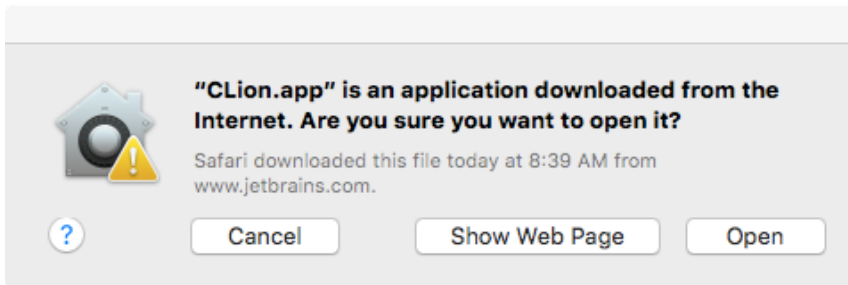 “CLion.app” is an application downloaded from the
Internet. Are you sure you want to open it?
Safari downloaded this file today at 8:39 AM from
www.jetbrains.com.
?
Cancel
Show Web Page
Open